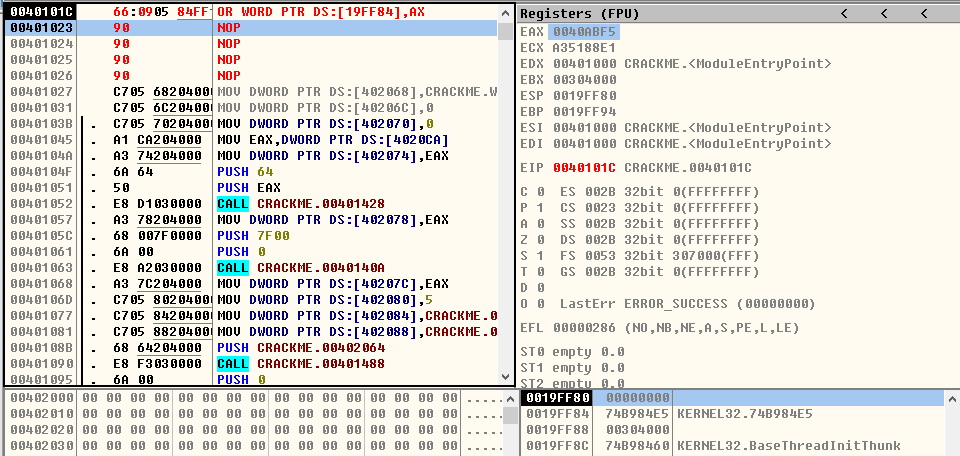 0040101C 66:0905 84FF OR WORD PTR DS:[19FF84],AX
00401023 90 NOP
00401024 90 NOP
00401025 90 NOP
00401026 90 NOP
00401027 C705 68204000 MOV DWORD PTR DS:[402068],CRACKME.W
00401031 C705 6C204000 MOV DWORD PTR DS:[40206C],0
0040103B . C705 70204000 MOV DWORD PTR DS:[402070],0
00401045 . A1 CA204000 MOV EAX,DWORD PTR DS:[4020CA]
0040104A . A3 74204000 MOV DWORD PTR DS:[402074],EAX
0040104F . 6A 64 PUSH 64
00401051 . 50 PUSH EAX
00401052 . E8 D1030000 CALL CRACKME.00401428
00401057 . A3 78204000 MOV DWORD PTR DS:[402078],EAX
0040105C . 68 007F0000 PUSH 7F00
00401061 . 6A 00 PUSH 0
00401063 . E8 A2030000 CALL CRACKME.0040140A
00401068 . A3 7C204000 MOV DWORD PTR DS:[40207C],EAX
0040106D . C705 80204000 MOV DWORD PTR DS:[402080],5
00401077 . C705 84204000 MOV DWORD PTR DS:[402084],CRACKME.0
00401081 . C705 88204000 MOV DWORD PTR DS:[402088],CRACKME.0
0040108B . 68 64204000 PUSH CRACKME.00402064
00401090 . E8 F3030000 CALL CRACKME.00401488
00401095 . 6A 00 PUSH 0
Registers (FPU) < < <
EAX 0040ABF5
ECX A35188E1
EDX 00401000 CRACKME.<ModuleEntryPoint>
EBX 00304000
ESP 0019FF80
EBP 0019FF94
ESI 00401000 CRACKME.<ModuleEntryPoint>
EDI 00401000 CRACKME.<ModuleEntryPoint>
EIP 0040101C CRACKME.0040101C
C 0 ES 002B 32bit 0(FFFFFFFF)
P 1 CS 0023 32bit 0(FFFFFFFF)
A 0 SS 002B 32bit 0(FFFFFFFF)
Z 0 DS 002B 32bit 0(FFFFFFFF)
S 1 FS 0053 32bit 307000(FFF)
T 0 GS 002B 32bit 0(FFFFFFFF)
D 0
O 0 LastErr ERROR_SUCCESS (00000000)
EFL 00000286 (NO,NB,NE,A,S,PE,L,LE)
ST0 empty 0.0
ST1 empty 0.0
ST2 empty 0.0
00402000 00 00 00 00 00 00 00 00 00 00 00 00 00 00 00 00 .....
00402010 00 00 00 00 00 00 00 00 00 00 00 00 00 00 00 00 .....
00402020 00 00 00 00 00 00 00 00 00 00 00 00 00 00 00 00 .....
00402030 00 00 00 00 00 00 00 00 00 00 00 00 00 00 00 00 .....
0019FF80 00000000
0019FF84 74B984E5 KERNEL32.74B984E5
0019FF88 00304000
0019FF8C 74B98460 KERNEL32.BaseThreadInitThunk